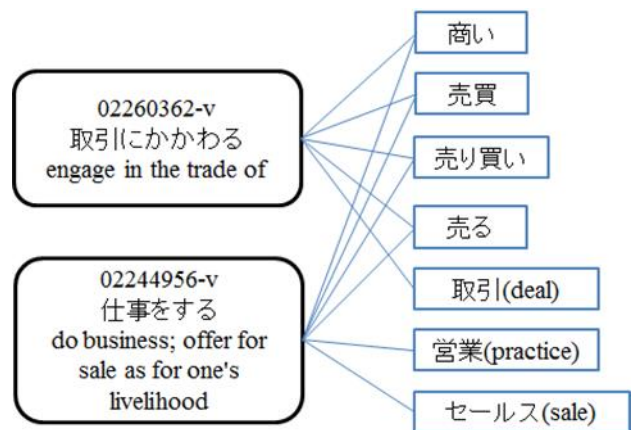 02260362-v
取引にかかわる
engage in the trade of
02244956-v
仕事をする
do business; offer for
sale as for one's
livelihood
商い
売買
売り買い
売る
取引(deal)
営業(practice)
セールス(sale)